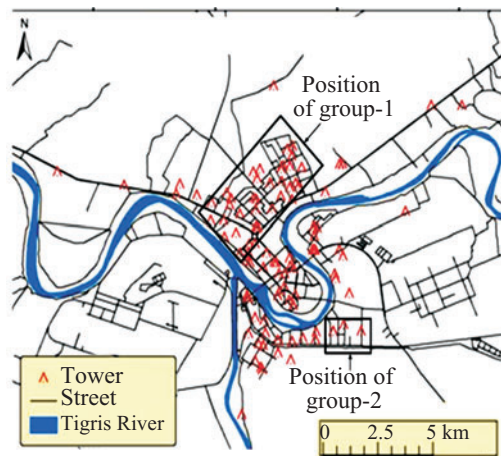 N
Position
of group-1
Position of
group-2
Tower
Street
Tigris River
0 2.5 5 km